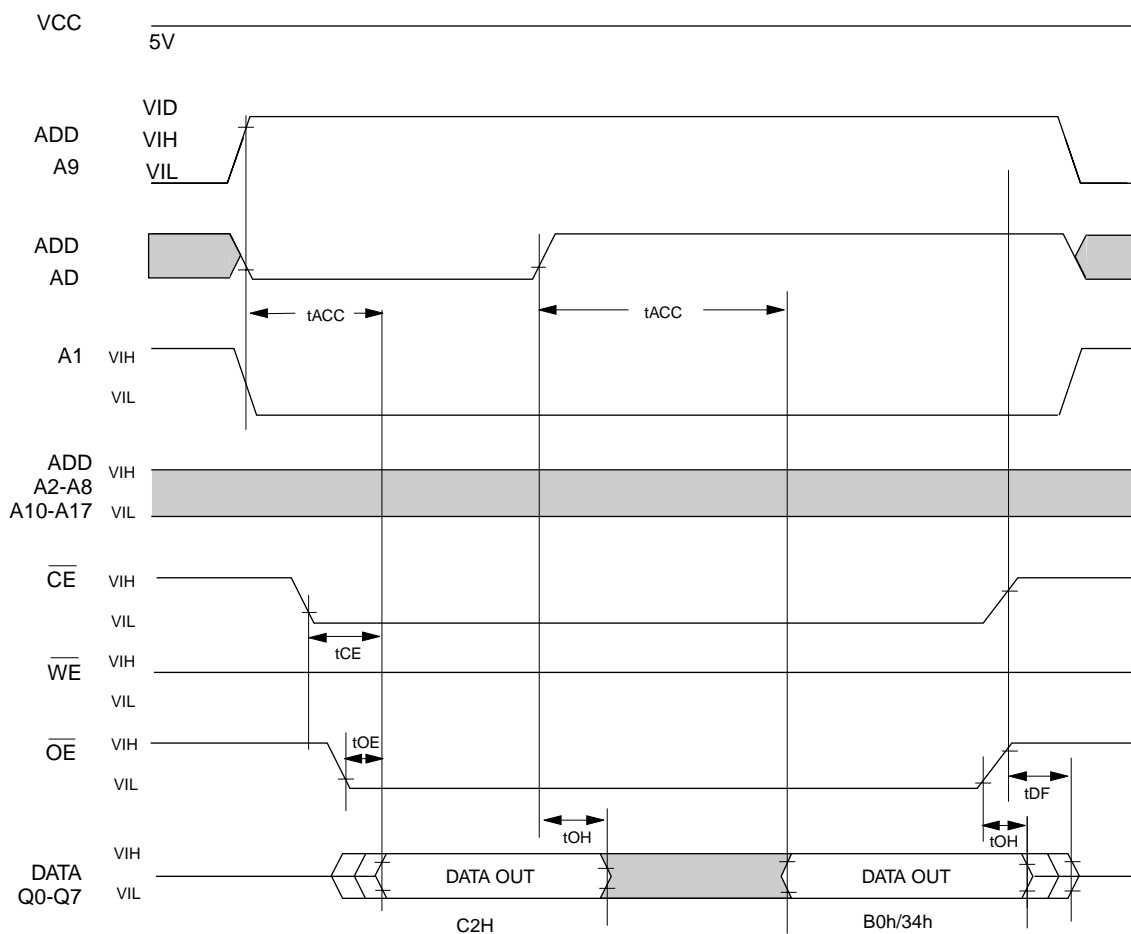 VCC
5V
VID
ADD
VIH
A9
VIL
ADD
AD
tACC
tACC
A1
VIH
VIL
ADD
VIH
A2-A8
A10-A17
VIL
CE
VIH
VIL
tCE
WE
VIH
VIL
OE
VIH
tOE
VIL
tDF
tOH
tOH
VIH
DATA
DATA OUT
DATA OUT
Q0-Q7
VIL
C2H
B0h/34h